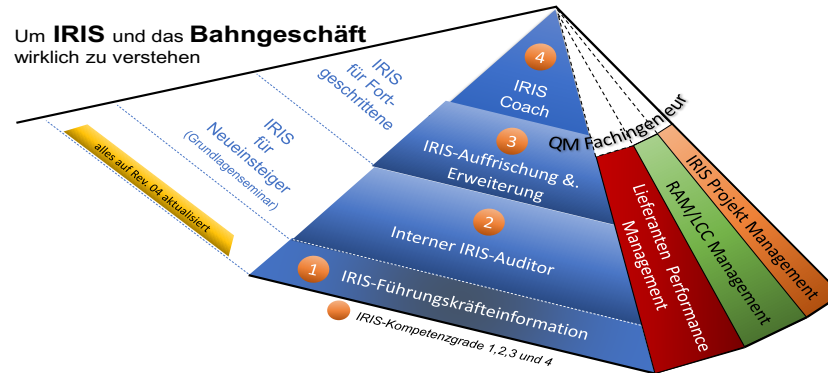 Um IRIS und das Bahngeschäft
wirklich zu verstehen
IRIS
für
Neueinsteiger
(Grundlagenseminar)
IRIS
für Fort-
geschrittene
alles auf Rev. 04 aktualisiert
4
IRIS
Coach
3
IRIS-Auffrischung &.
Erweiterung
2
Interner IRIS-Auditor
1
IRIS-Führungskräfteinformation
IRIS-Kompetenzgrade 1,2,3 und 4
QM Fachingenieur
Lieferanten Performance
Management
RAM/LCC Management
IRIS Projekt Management